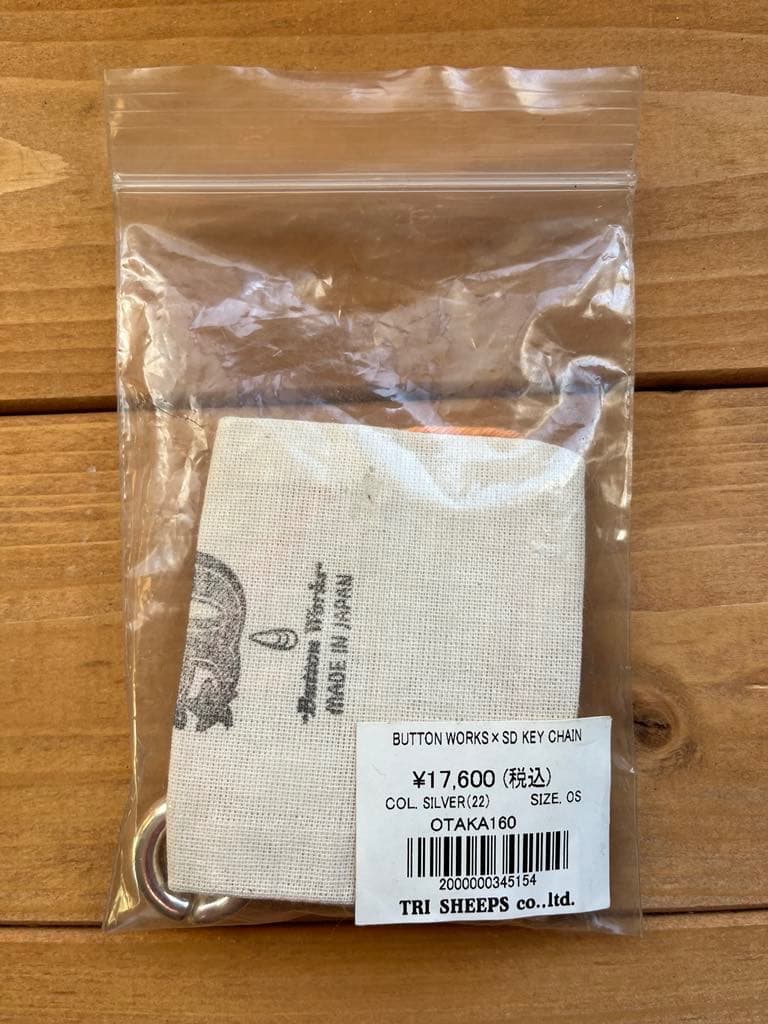 Button Works
MADE IN JAPAN
BUTTON WORKS × SD KEY CHAIN
¥17,600 (税込)
COL. SILVER(22) SIZE. OS
OTAKA160
2000000345154
TRI SHEEPS co.,ltd.